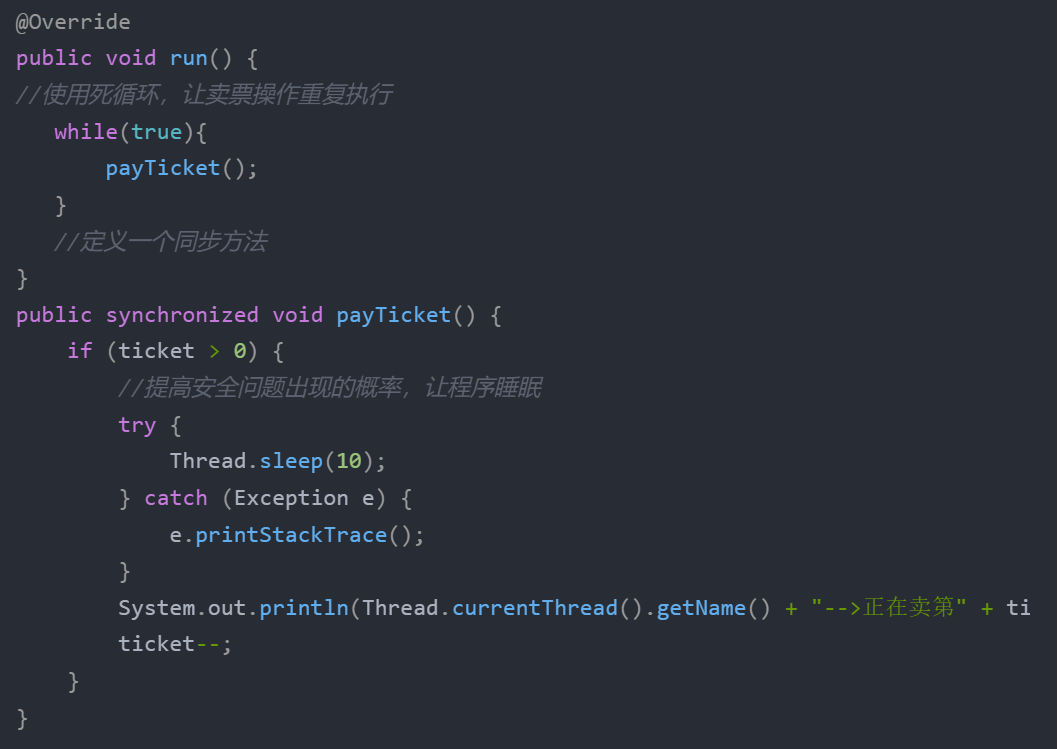 @Override
public void run() {
//使用死循环，让卖票操作重复执行
   while(true){
       payTicket();
   }
   //定义一个同步方法
}
public synchronized void payTicket() {
    if (ticket > 0) {
        //提高安全问题出现的概率，让程序睡眠
        try {
            Thread.sleep(10);
        } catch (Exception e) {
            e.printStackTrace();
        }
        System.out.println(Thread.currentThread().getName() + "-->正在卖第" + ti
        ticket--;
    }
}